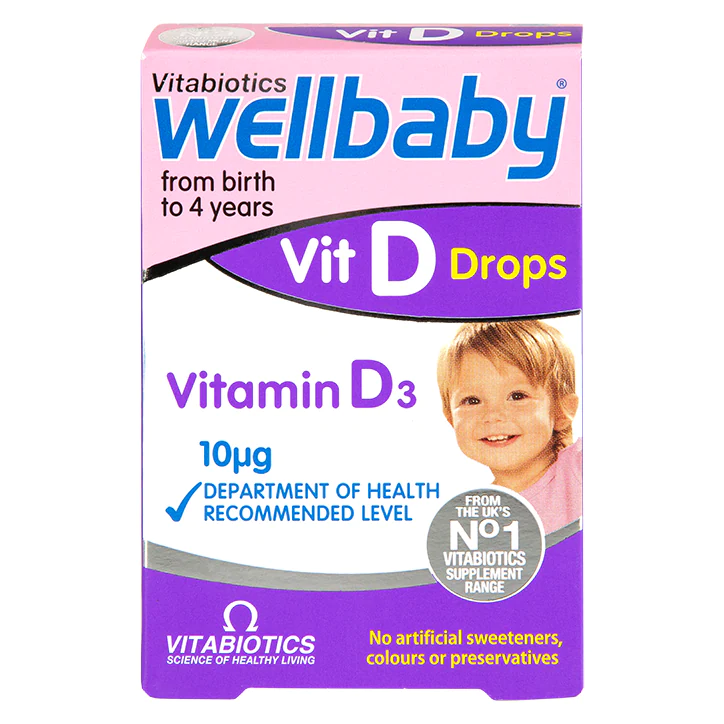 Vit D Drops
RANGE
Vitabiotics
wellbaby®
from birth
to 4 years
Vit D Drops
Vitamin D3
10µg
✓ DEPARTMENT OF HEALTH
RECOMMENDED LEVEL
FROM
THE UK'S
Nº1
VITABIOTICS
SUPPLEMENT
RANGE
VITABIOTICS
SCIENCE OF HEALTHY LIVING
No artificial sweeteners,
colours or preservatives